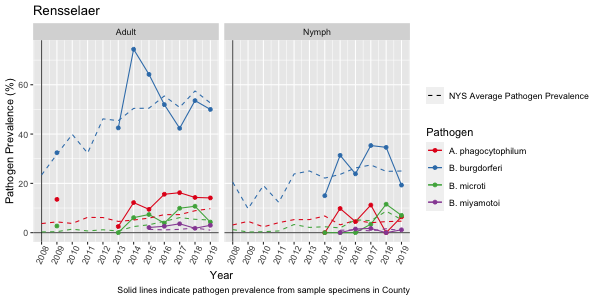 Rensselaer
Adult
Nymph
Pathogen Prevalence (%)
60
40
20
0
2008 2009 2010 2011 2012 2013 2014 2015 2016 2017 2018 2019
2008 2009 2010 2011 2012 2013 2014 2015 2016 2017 2018 2019
Year
Solid lines indicate pathogen prevalence from sample specimens in County
NYS Average Pathogen Prevalence
Pathogen
A. phagocytophilum
B. burgdorferi
B. microti
B. miyamotoi